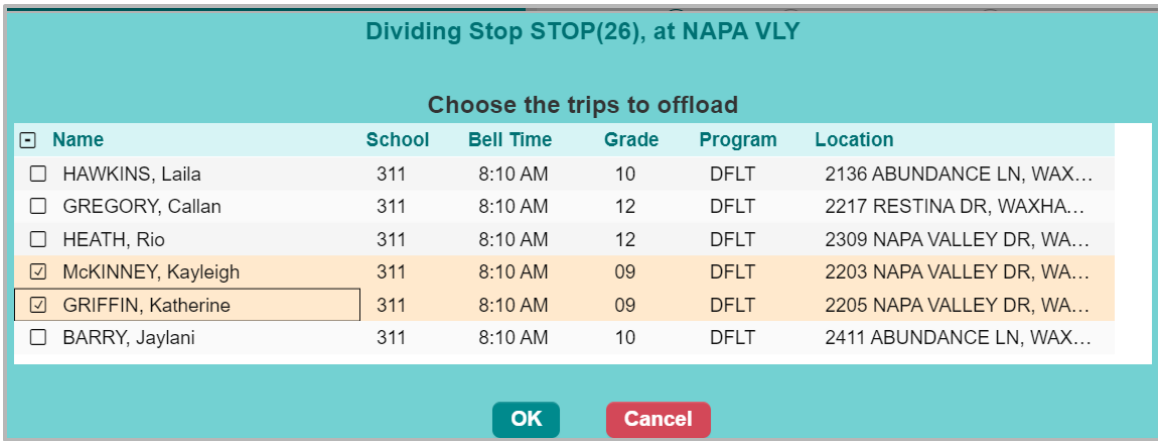 Dividing Stop STOP(26), at NAPA VLY
Choose the trips to offload
Name School Bell Time Grade Program Location
HAWKINS, Laila 311 8:10 AM 10 DFLT 2136 ABUNDANCE LN, WAX...
GREGORY, Callan 311 8:10 AM 12 DFLT 2217 RESTINA DR, WAXHA...
HEATH, Rio 311 8:10 AM 12 DFLT 2309 NAPA VALLEY DR, WA...
McKINNEY, Kayleigh 311 8:10 AM 09 DFLT 2203 NAPA VALLEY DR, WA...
GRIFFIN, Katherine 311 8:10 AM 09 DFLT 2205 NAPA VALLEY DR, WA...
BARRY, Jaylani 311 8:10 AM 10 DFLT 2411 ABUNDANCE LN, WAX...
OK Cancel